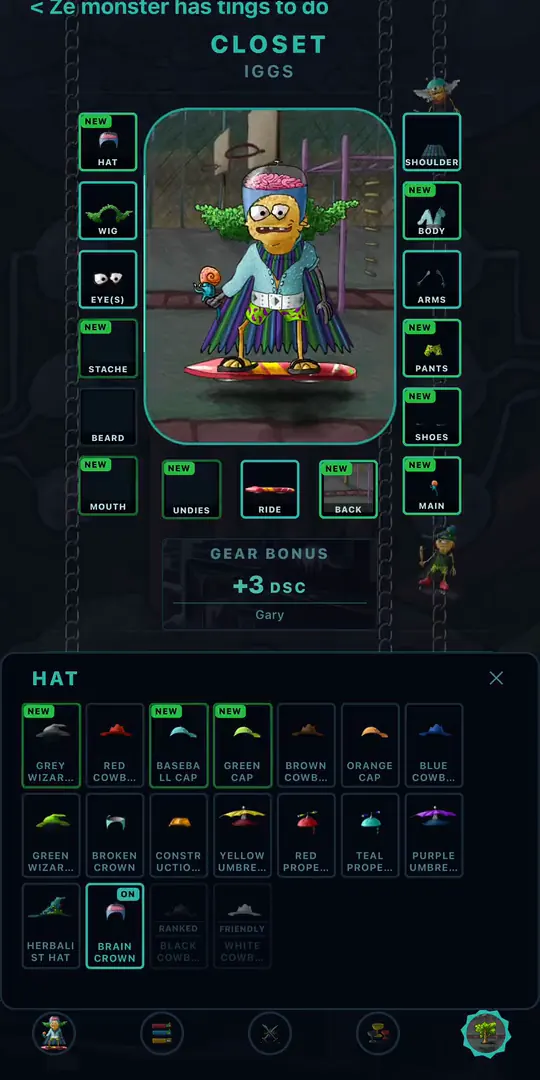 < Ze monster has tings to do
CLOSET
IGGS
NEW
HAT
SHOULDER
WIG
NEW
BODY
EYE(S)
ARMS
NEW
STACHE
NEW
PANTS
BEARD
NEW
SHOES
NEW
MOUTH
NEW
UNDIES
RIDE
NEW
BACK
NEW
MAIN
GEAR BONUS
+3 DSC
Gary
HAT
NEW
GREY
WIZAR...
RED
COWB...
NEW
BASEBA
LL CAP
NEW
GREEN
CAP
BROWN
COWB...
ORANGE
CAP
BLUE
COWB...
GREEN
WIZAR...
BROKEN
CROWN
CONSTR
UCTIO...
YELLOW
UMBRE...
RED
PROPE...
TEAL
PROPE...
PURPLE
UMBRE...
HERBALI
ST HAT
ON
BRAIN
CROWN
RANKED
BLACK
COWB...
FRIENDLY
WHITE
COWB...